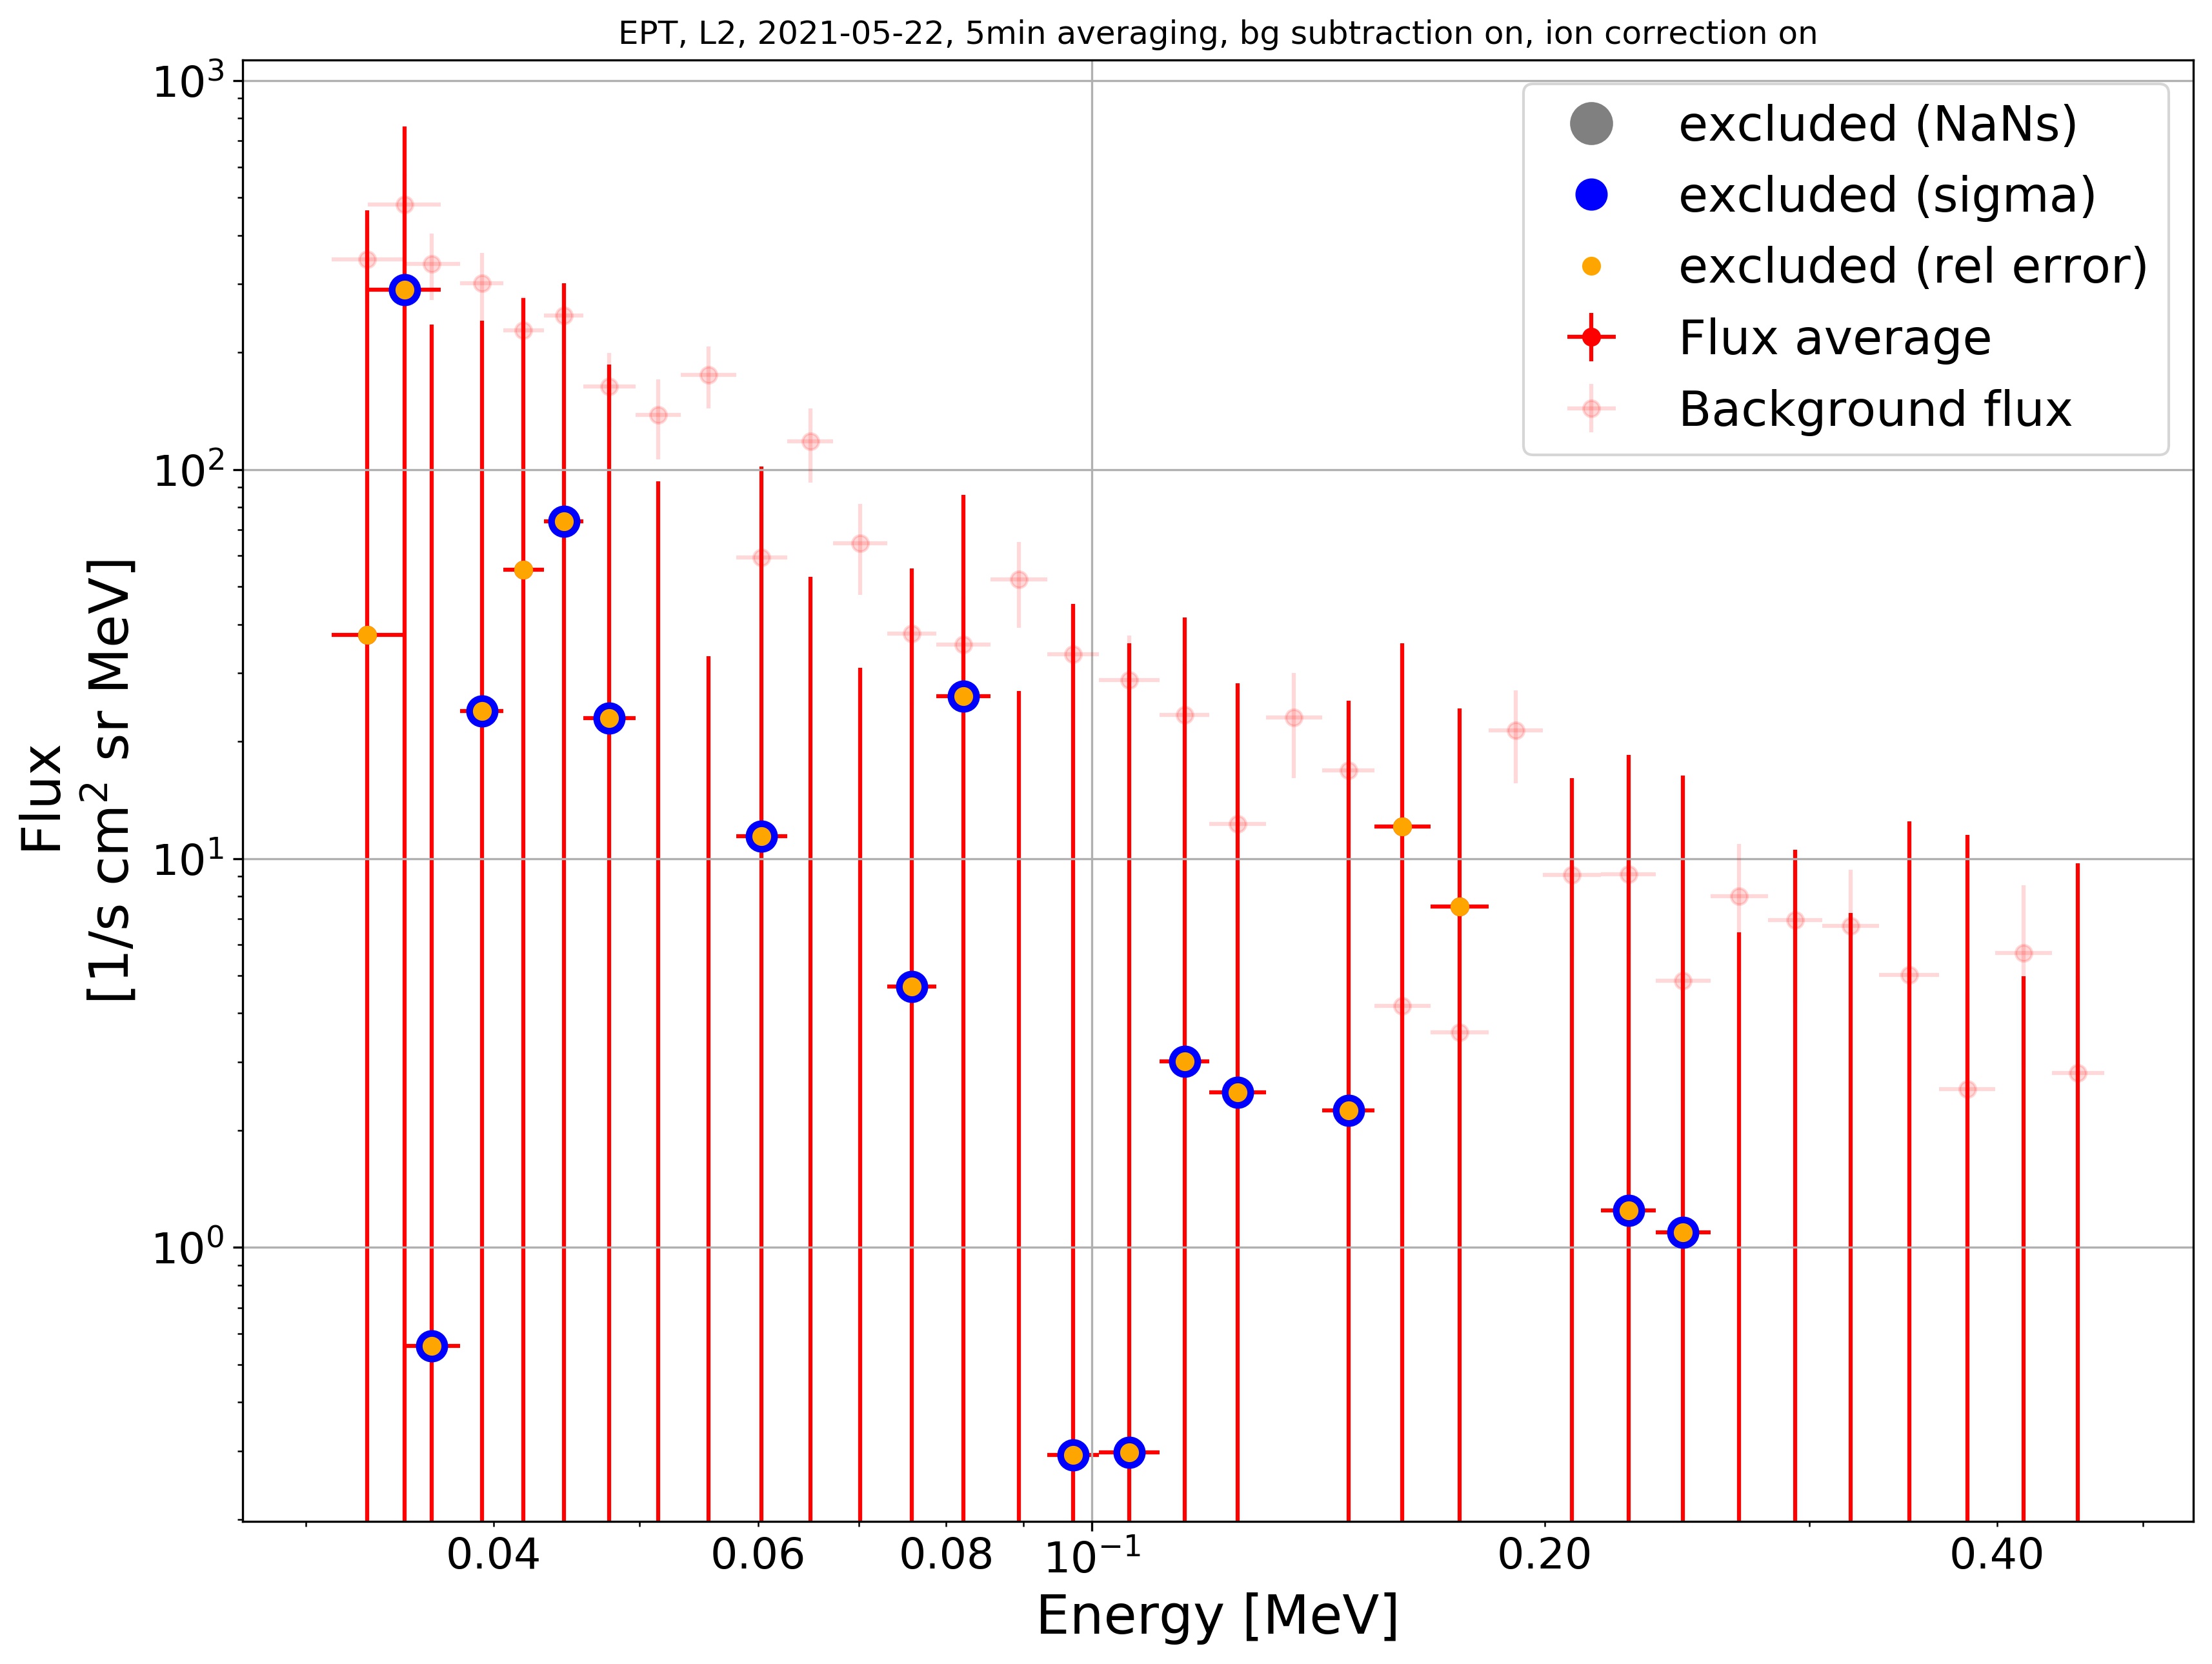 EPT, L2, 2021-05-22, 5min averaging, bg subtraction on, ion correction on
10³
10²
10¹
10⁰
Flux
[1/s cm² sr MeV]
excluded (NaNs)
excluded (sigma)
excluded (rel error)
Flux average
Background flux
0.04
0.06
0.08
10⁻¹
0.20
0.40
Energy [MeV]